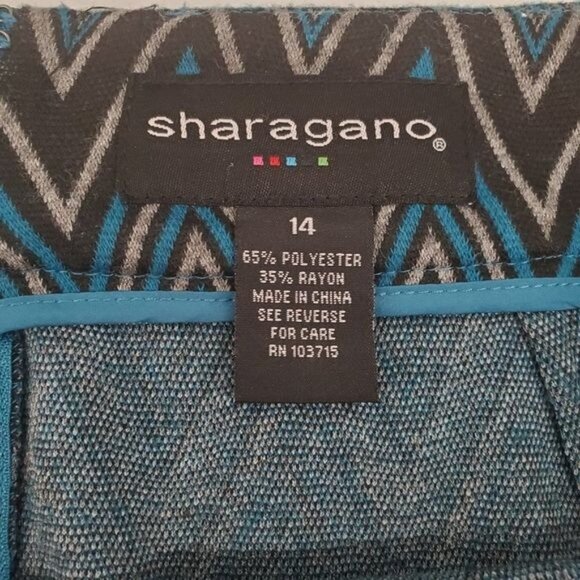 sharagano®
14
65% POLYESTER
35% RAYON
MADE IN CHINA
SEE REVERSE
FOR CARE
RN 103715